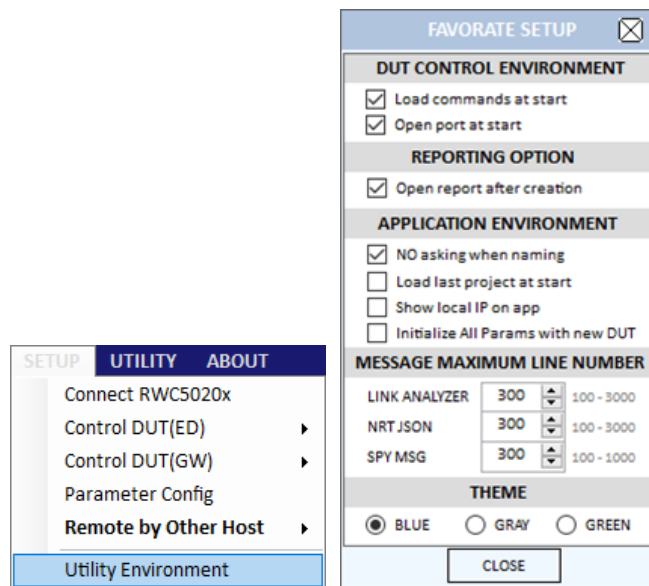 SETUP UTILITY ABOUT
Connect RWC5020x
Control DUT(ED)
Control DUT(GW)
Parameter Config
Remote by Other Host
Utility Environment
FAVORATE SETUP
DUT CONTROL ENVIRONMENT
Load commands at start
Open port at start
REPORTING OPTION
Open report after creation
APPLICATION ENVIRONMENT
NO asking when naming
Load last project at start
Show local IP on app
Initialize All Params with new DUT
MESSAGE MAXIMUM LINE NUMBER
LINK ANALYZER 300 100 - 3000
NRT JSON 300 100 - 3000
SPY MSG 300 100 - 1000
THEME
BLUE GRAY GREEN
CLOSE